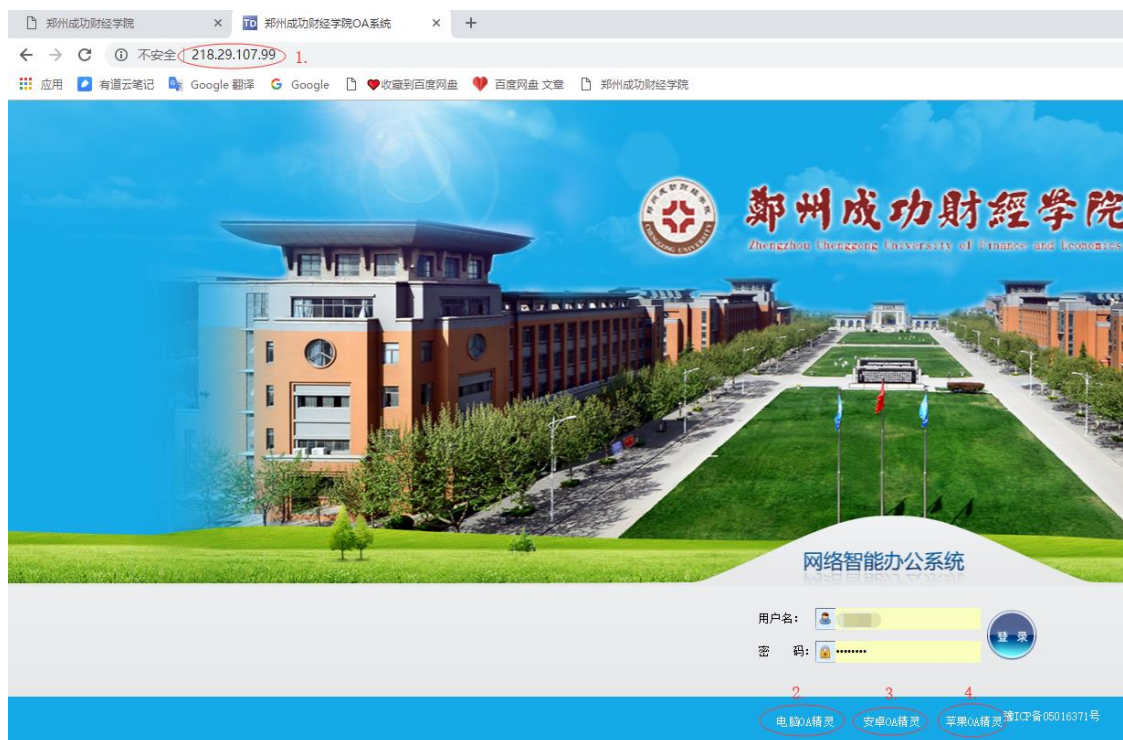 郑州成功财经学院 × TD 郑州成功财经学院OA系统 × +
不安全 218.29.107.99 1.
应用 有道云笔记 Google 翻译 G Google 收藏到百度网盘 百度网盘 文章 郑州成功财经学院
鄭州成功財經學院
Zhengzhou Chenggong University of Finance and Economics
网络智能办公系统
用户名:
登 录
密 码: ••••••••
2. 3. 4.
电脑OA精灵 安卓OA精灵 苹果OA精灵 豫ICP备05016371号